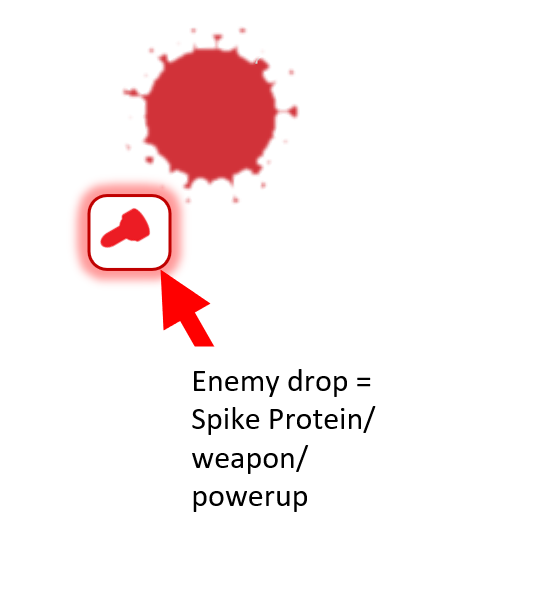 Enemy drop =
Spike Protein/
weapon/
powerup